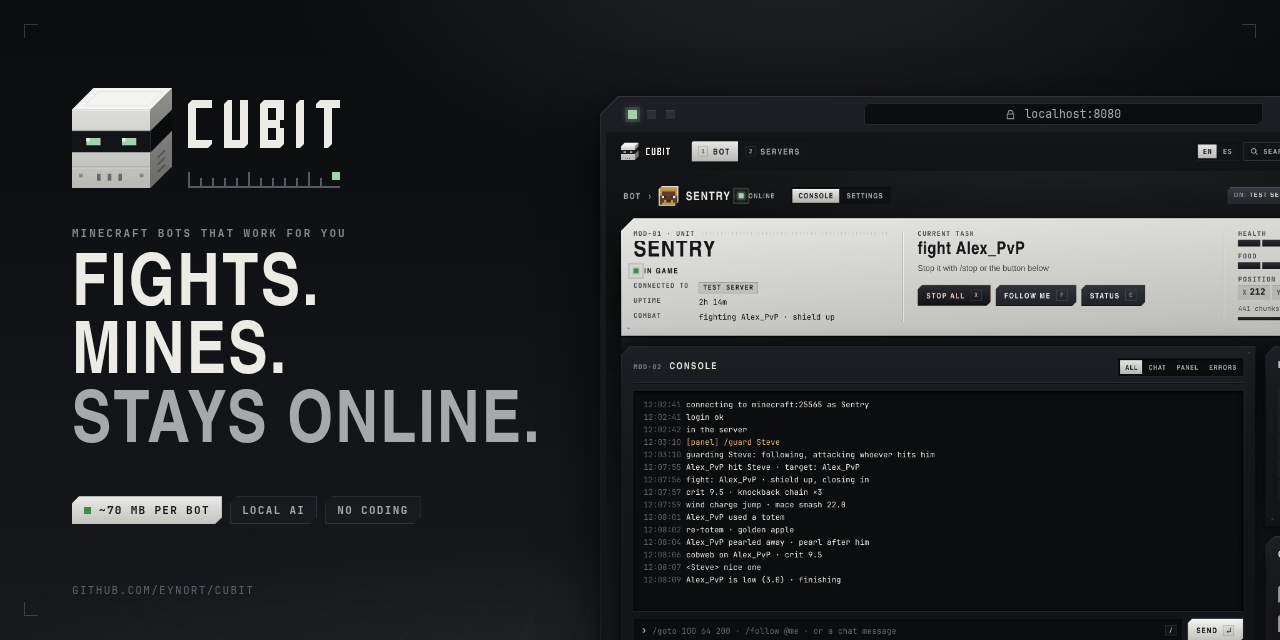 CUBIT
MINECRAFT BOTS THAT WORK FOR YOU
FIGHTS.
MINES.
STAYS ONLINE.
~70 MB PER BOT
LOCAL AI
NO CODING
GITHUB.COM/EYNORT/CUBIT
localhost:8080
CUBIT
1 BOT
2 SERVERS
EN ES
BOT › SENTRY ONLINE
CONSOLE SETTINGS
ON: TEST SE
MOD-01 · UNIT
SENTRY
IN GAME
CONNECTED TO TEST SERVER
UPTIME 2h 14m
COMBAT fighting Alex_PvP · shield up
CURRENT TASK
fight Alex_PvP
Stop it with /stop or the button below
STOP ALL X
FOLLOW ME F
STATUS
HEALTH
FOOD
POSITION
X 212
441 chunks
MOD-02 CONSOLE
ALL CHAT PANEL ERRORS
12:02:41 connecting to minecraft:25565 as Sentry
12:02:41 login ok
12:02:42 in the server
12:03:10 [panel] /guard Steve
12:03:10 guarding Steve: following, attacking whoever hits him
12:07:55 Alex_PvP hit Steve · target: Alex_PvP
12:07:56 fight: Alex_PvP · shield up, closing in
12:07:57 crit 9.5 · knockback chain ×3
12:07:59 wind charge jump · mace smash 22.0
12:08:01 Alex_PvP used a totem
12:08:02 re-totem · golden apple
12:08:04 Alex_PvP pearled away · pearl after him
12:08:06 cobweb on Alex_PvP · crit 9.5
12:08:07 <Steve> nice one
12:08:09 Alex_PvP is low (3.0) · finishing
❯ /goto 100 64 200 · /follow @me · or a chat message
/
SEND